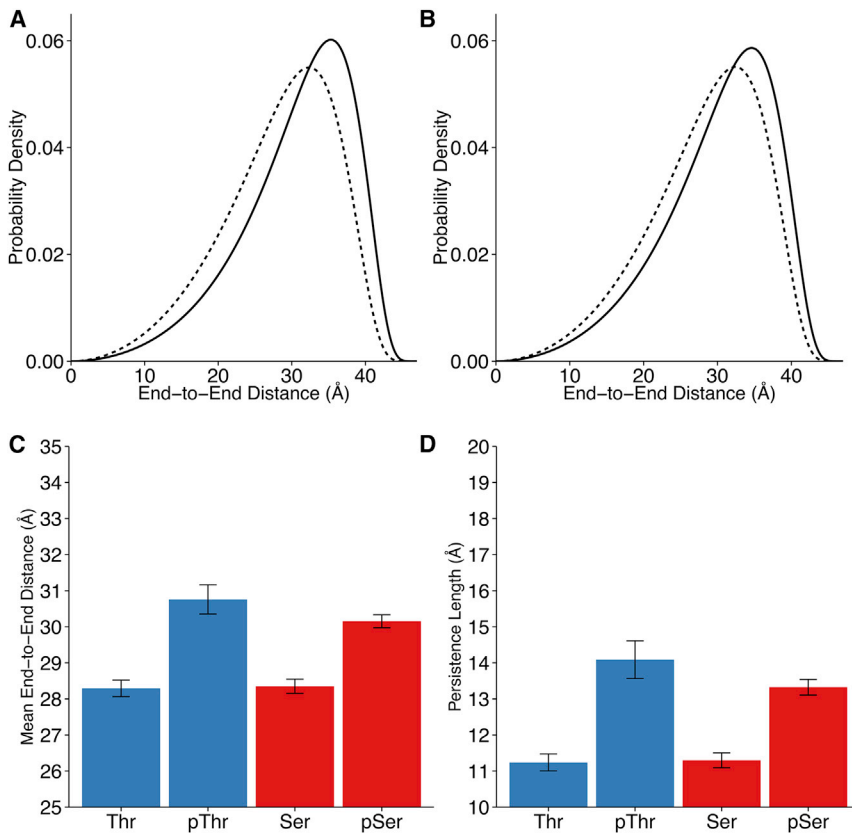 A
Probability Density
0.06
0.04
0.02
0.00
0 10 20 30 40
End−to−End Distance (Å)
B
Probability Density
0.06
0.04
0.02
0.00
0 10 20 30 40
End−to−End Distance (Å)
C
Mean End−to−End Distance (Å)
35
34
33
32
31
30
29
28
27
26
25
Thr pThr Ser pSer
D
Persistence Length (Å)
20
19
18
17
16
15
14
13
12
11
10
Thr pThr Ser pSer